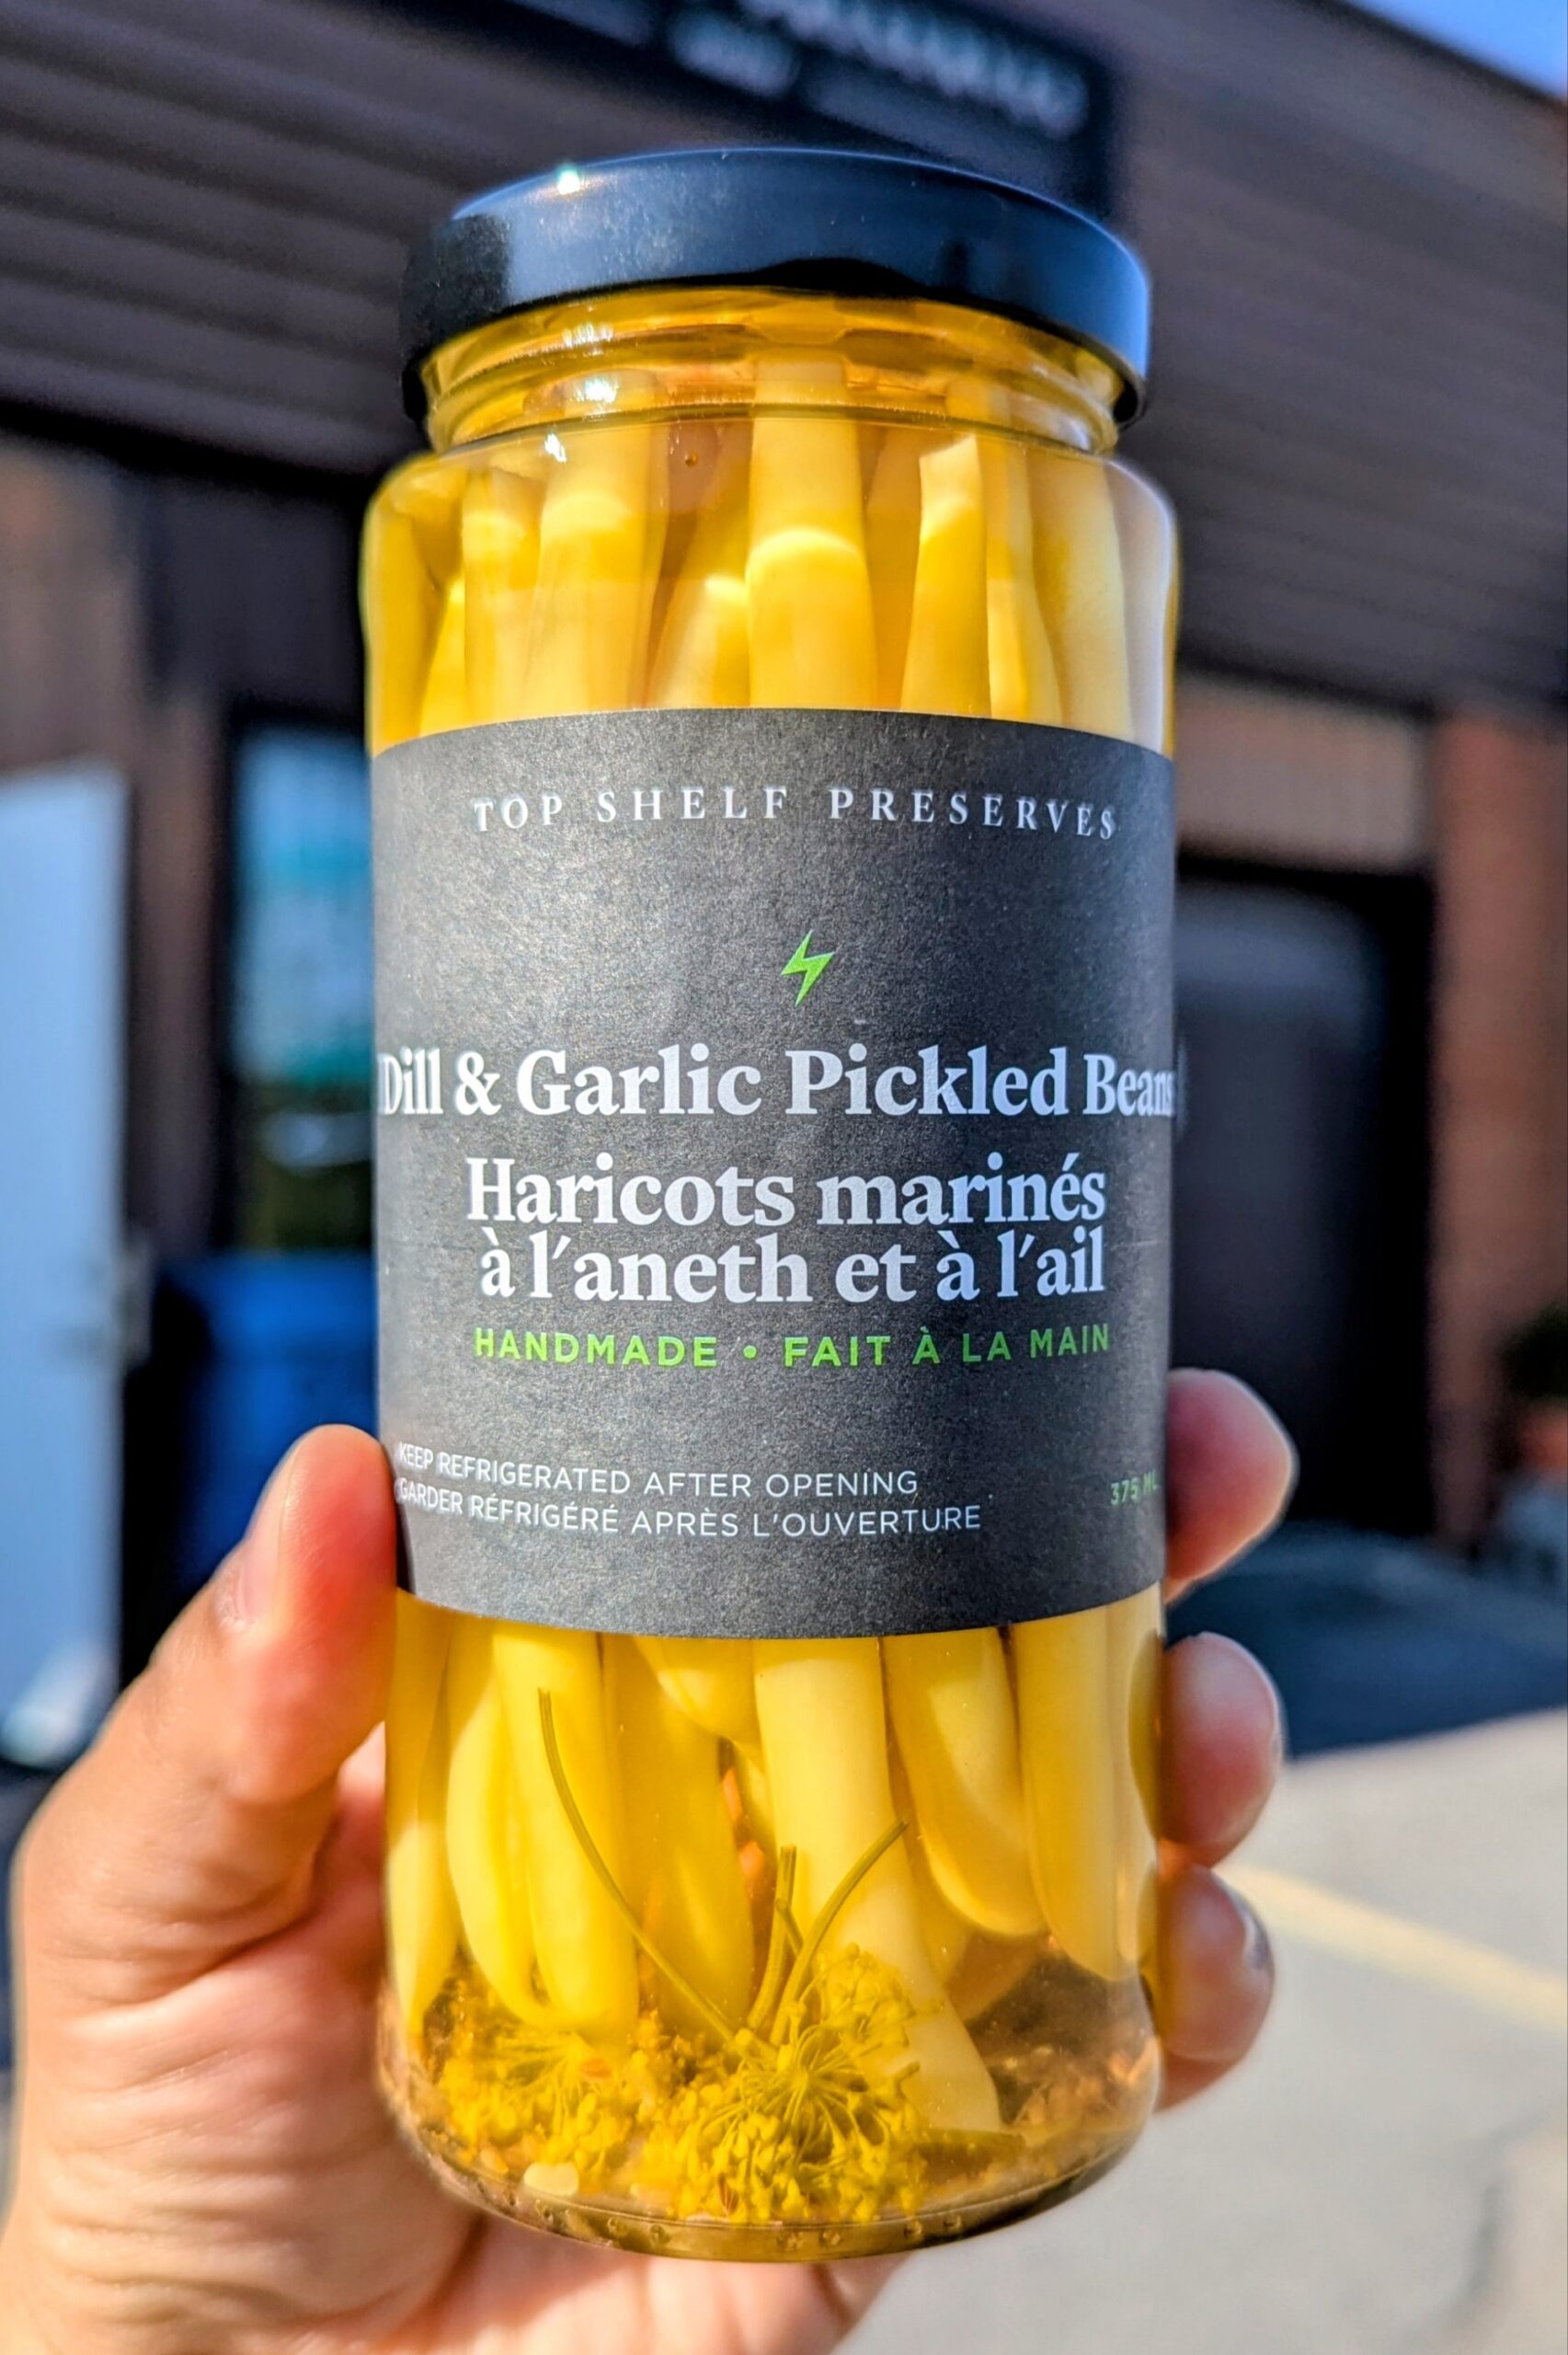 TOP SHELF PRESERVES
Dill & Garlic Pickled Beans
Haricots marinés
à l'aneth et à l'ail
HANDMADE • FAIT À LA MAIN
KEEP REFRIGERATED AFTER OPENING
GARDER RÉFRIGÉRÉ APRÈS L'OUVERTURE
375 ML